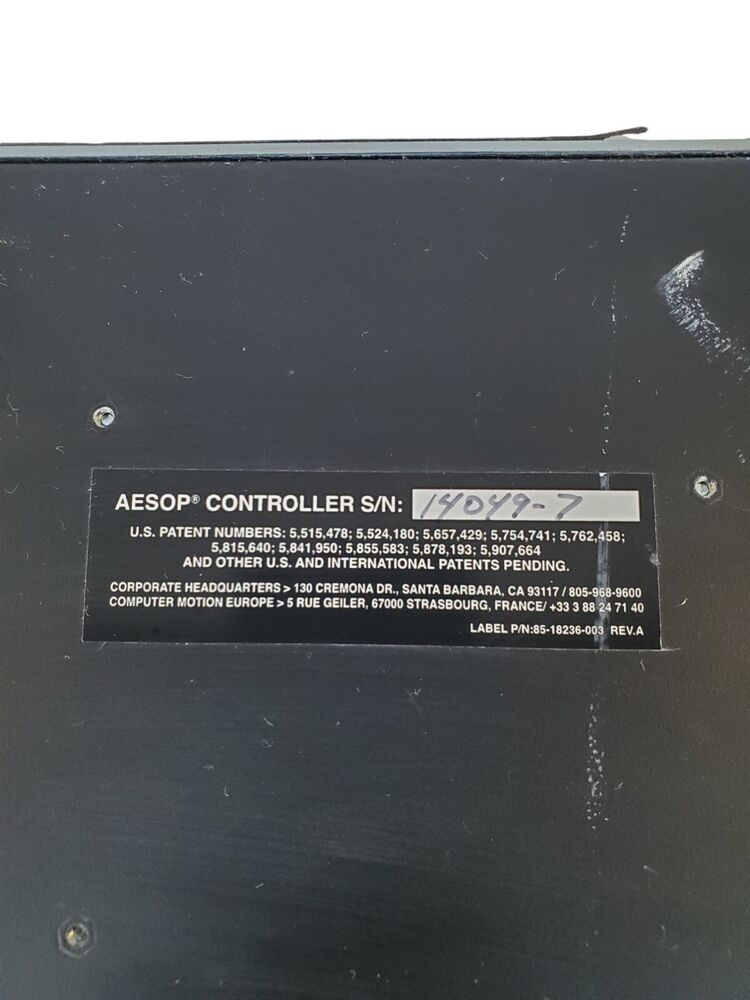 AESOP® CONTROLLER S/N: 14049-7
U.S. PATENT NUMBERS: 5,515,478; 5,524,180; 5,657,429; 5,754,741; 5,762,458;
5,815,640; 5,841,950; 5,855,583; 5,878,193; 5,907,664
AND OTHER U.S. AND INTERNATIONAL PATENTS PENDING.
CORPORATE HEADQUARTERS > 130 CREMONA DR., SANTA BARBARA, CA 93117 / 805-968-9600
COMPUTER MOTION EUROPE > 5 RUE GEILER, 67000 STRASBOURG, FRANCE/ +33 3 88 24 71 40
LABEL P/N:85-18236-003 REV.A